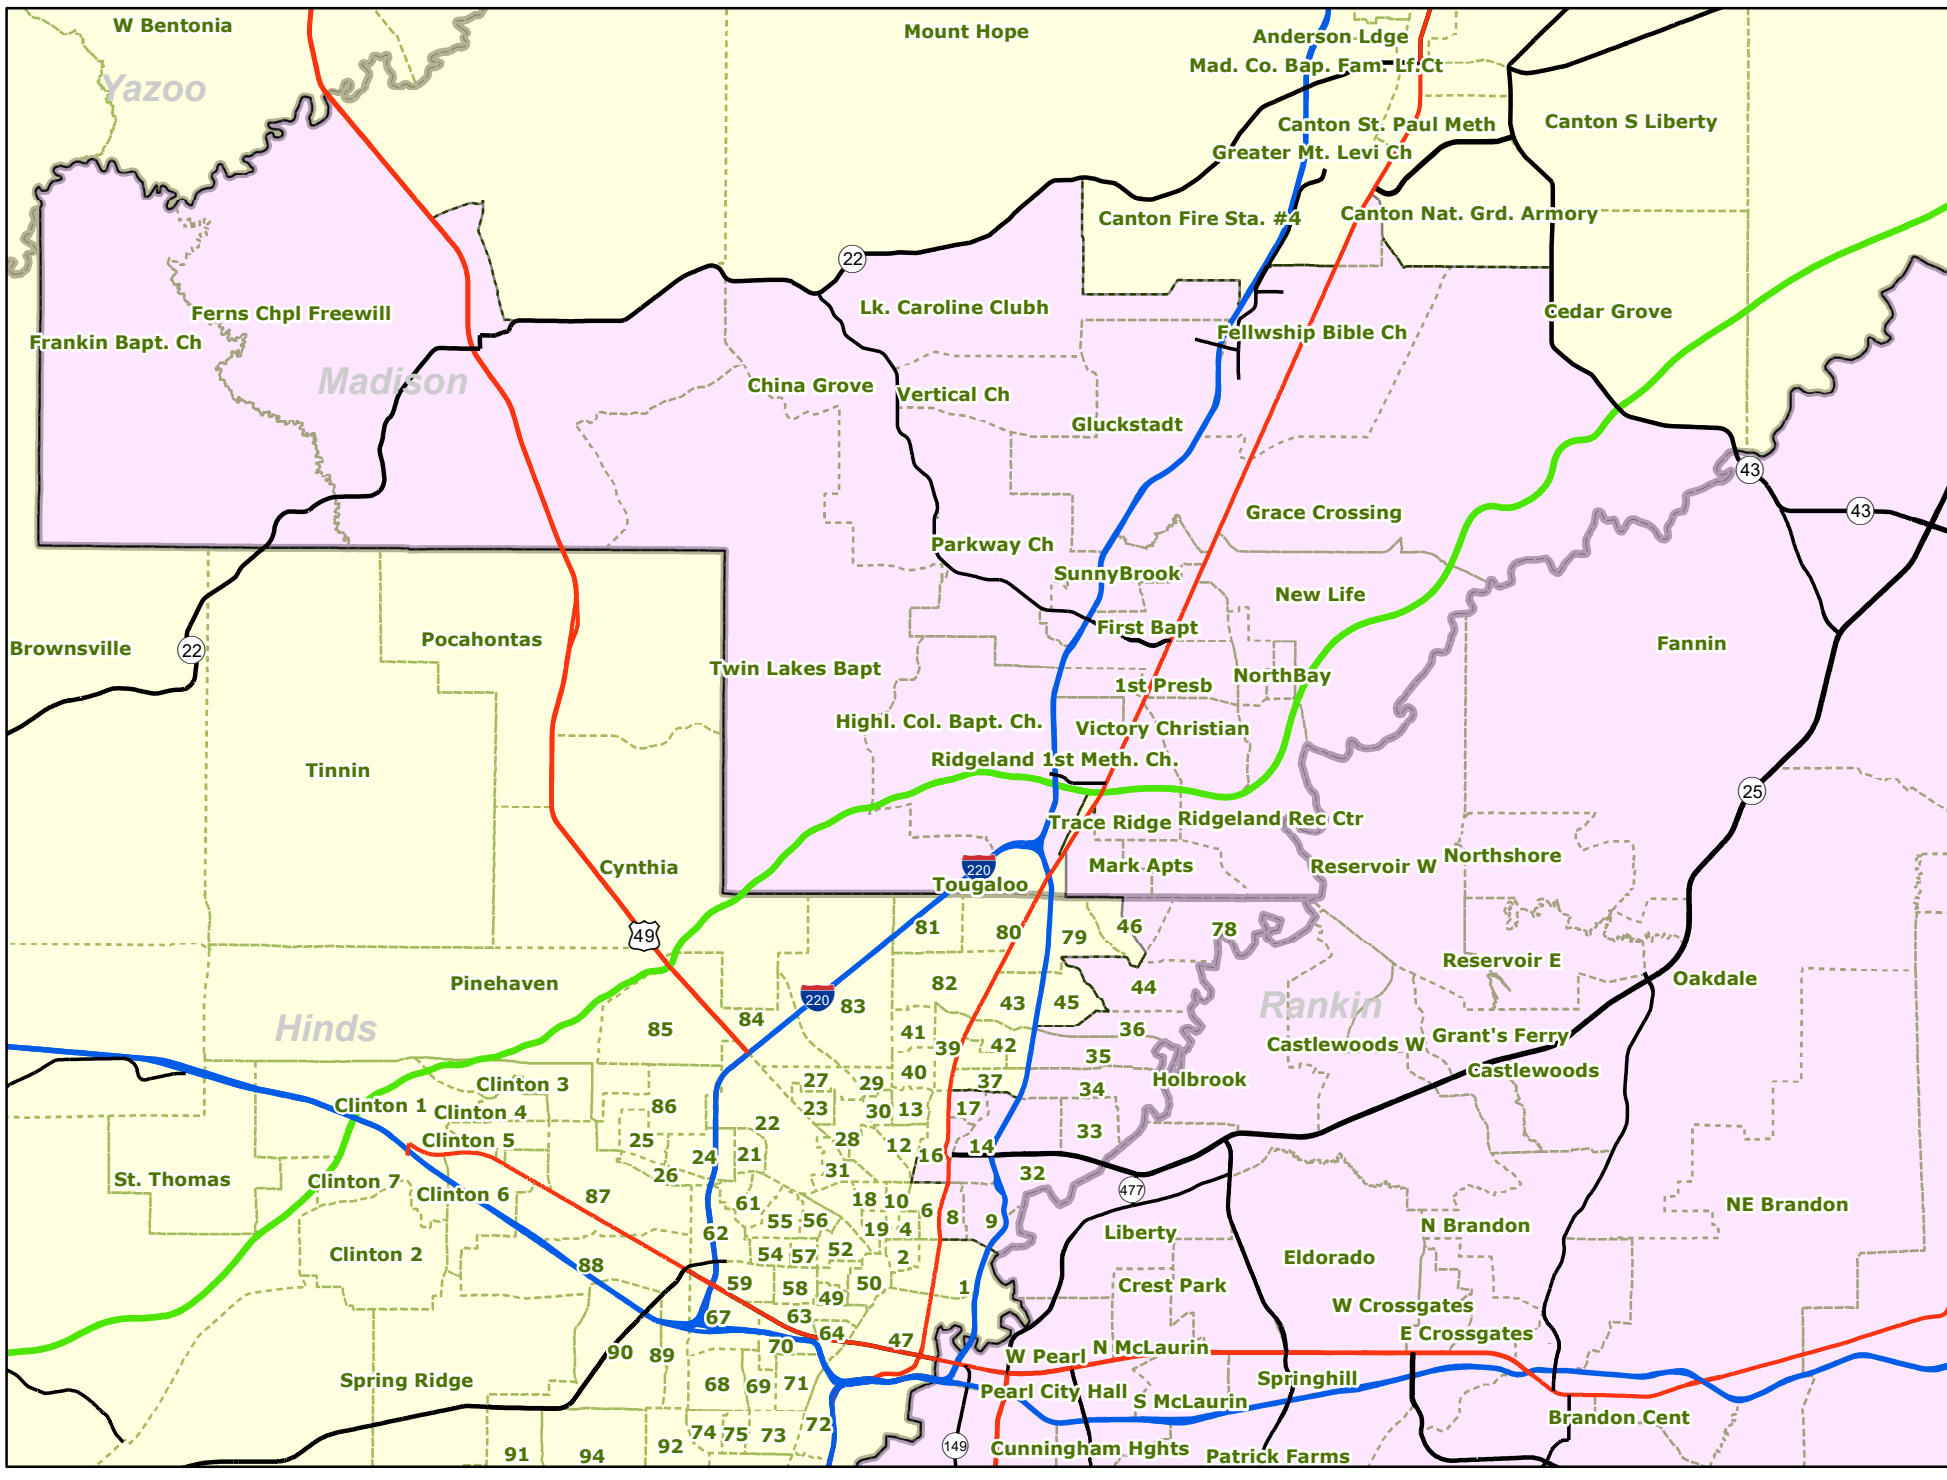 W Bentonia
Mount Hope
Anderson Ldge
Mad. Co. Bap. Fam. Lf.Ct
Yazoo
Canton St. Paul Meth
Canton S Liberty
Greater Mt. Levi Ch
Canton Fire Sta. #4
Canton Nat. Grd. Armory
22
Ferns Chpl Freewill
Lk. Caroline Clubh
Cedar Grove
Frankin Bapt. Ch
Fellwship Bible Ch
Madison
China Grove
Vertical Ch
Gluckstadt
43
Grace Crossing
43
Parkway Ch
SunnyBrook
New Life
First Bapt
Brownsville
22
Pocahontas
Fannin
Twin Lakes Bapt
1st Presb
NorthBay
Highl. Col. Bapt. Ch.
Victory Christian
Ridgeland 1st Meth. Ch.
Tinnin
25
Trace Ridge
Ridgeland Rec Ctr
Cynthia
220
Mark Apts
Reservoir W
Northshore
Tougaloo
49
81
80
79
46
78
Pinehaven
220
83
82
43
45
44
Reservoir E
Oakdale
Hinds
85
84
41
39
42
36
Rankin
Castlewoods W
Grant's Ferry
35
Clinton 3
27
29
40
37
34
Holbrook
Castlewoods
Clinton 1
Clinton 4
86
23
30
13
17
22
33
Clinton 5
25
28
12
14
24
21
16
St. Thomas
Clinton 7
Clinton 6
26
31
32
477
87
61
18
10
6
8
9
NE Brandon
55
56
19
4
62
Liberty
N Brandon
Clinton 2
54
57
52
2
Eldorado
88
59
58
50
1
Crest Park
49
W Crossgates
67
63
64
47
E Crossgates
90
89
70
W Pearl
N McLaurin
Spring Ridge
68
69
71
Pearl City Hall
Springhill
S McLaurin
72
Brandon Cent
74
75
73
92
149
Cunningham Hghts
91
94
Patrick Farms